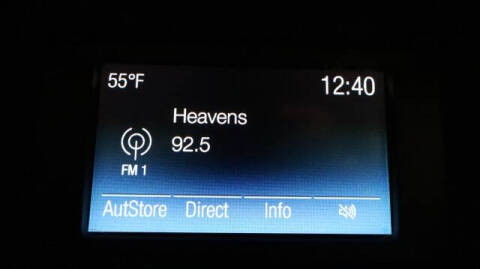 55°F 12:40
Heavens
92.5
FM 1
AutStore Direct Info